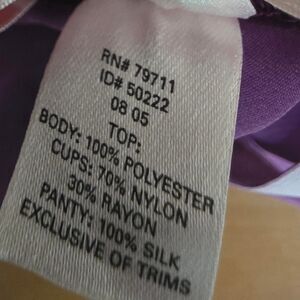 RN# 79711
ID# 50222
08 05
TOP:
BODY: 100% POLYESTER
CUPS: 70% NYLON
30% RAYON
PANTY: 100% SILK
EXCLUSIVE OF TRIMS